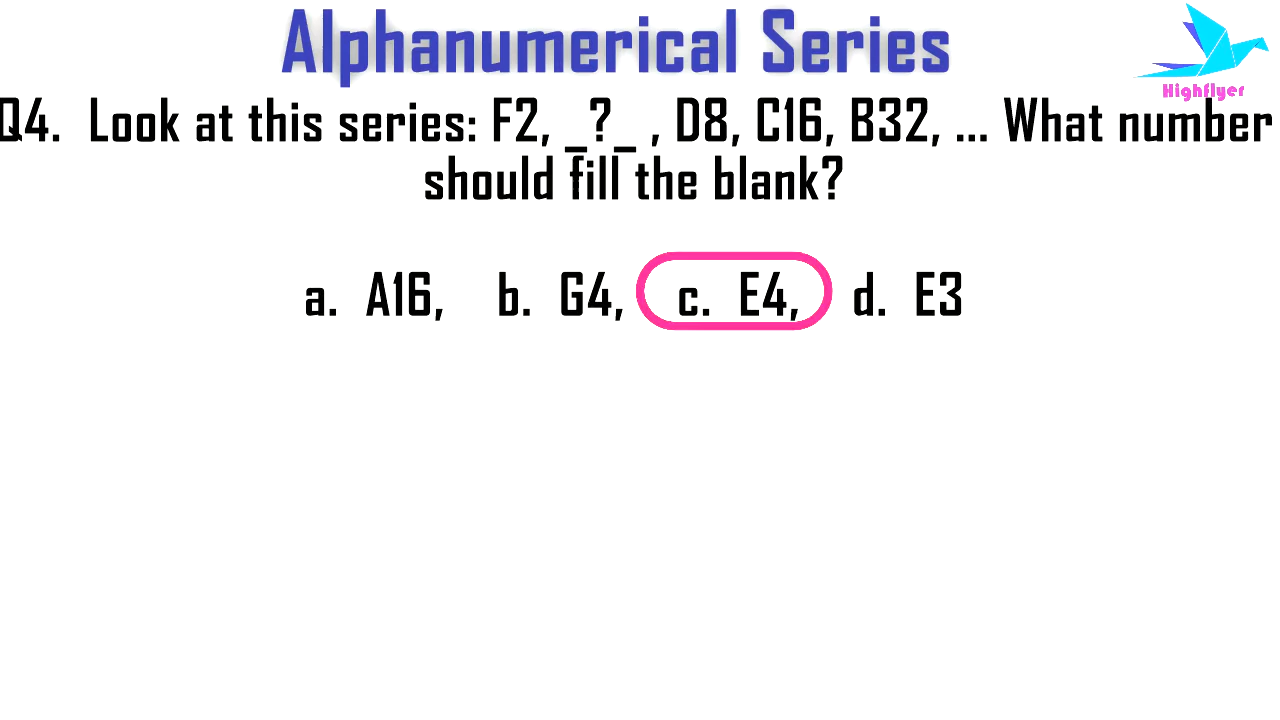 Alphanumerical Series
Highflyer
Q4. Look at this series: F2, _?_ , D8, C16, B32, ... What number
should fill the blank?
a. A16, b. G4, c. E4, d. E3